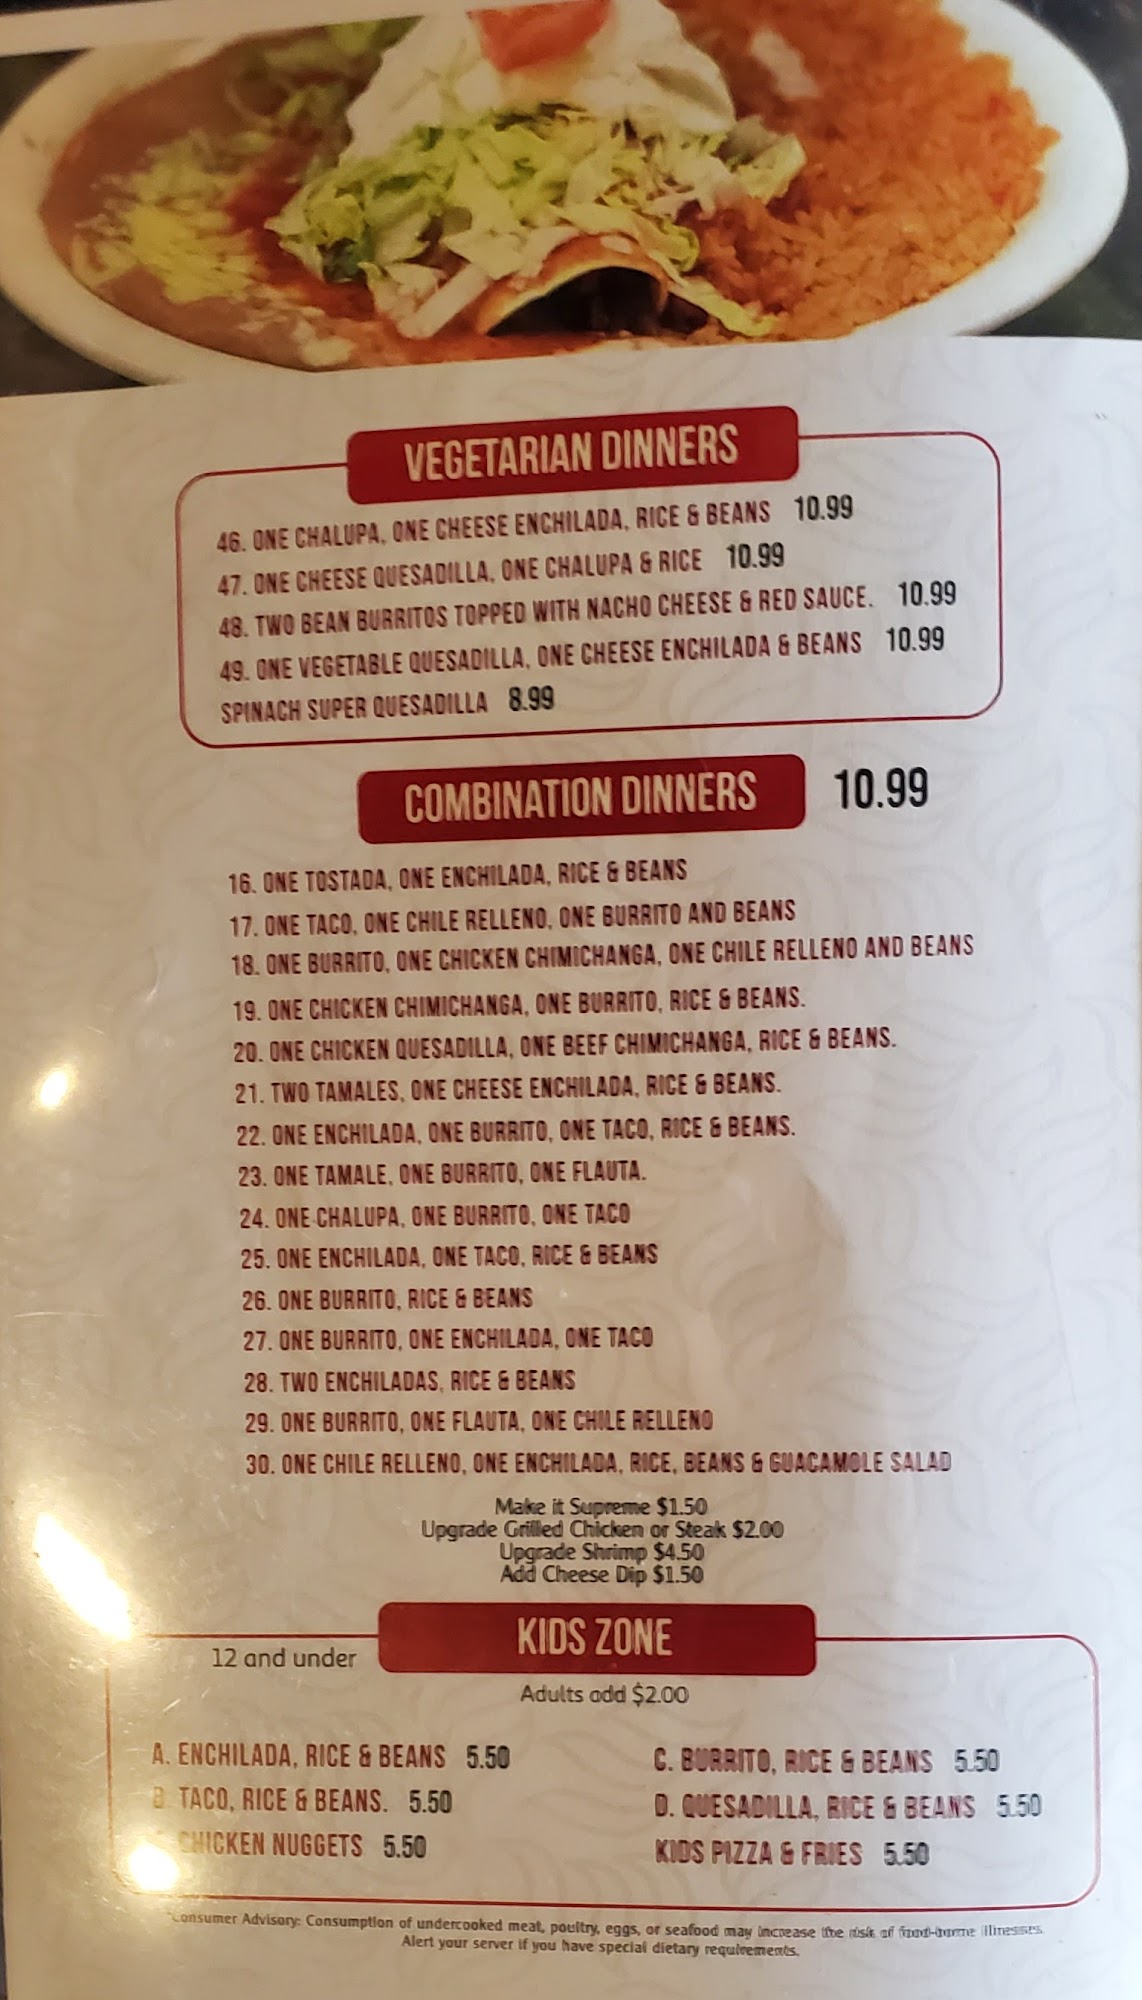 VEGETARIAN DINNERS
46. ONE CHALUPA, ONE CHEESE ENCHILADA, RICE & BEANS 10.99
47. ONE CHEESE QUESADILLA, ONE CHALUPA & RICE 10.99
48. TWO BEAN BURRITOS TOPPED WITH NACHO CHEESE & RED SAUCE. 10.99
49. ONE VEGETABLE QUESADILLA, ONE CHEESE ENCHILADA & BEANS 10.99
SPINACH SUPER QUESADILLA 8.99
COMBINATION DINNERS 10.99
16. ONE TOSTADA, ONE ENCHILADA, RICE & BEANS
17. ONE TACO, ONE CHILE RELLENO, ONE BURRITO AND BEANS
18. ONE BURRITO, ONE CHICKEN CHIMICHANGA, ONE CHILE RELLENO AND BEANS
19. ONE CHICKEN CHIMICHANGA, ONE BURRITO, RICE & BEANS.
20. ONE CHICKEN QUESADILLA, ONE BEEF CHIMICHANGA, RICE & BEANS.
21. TWO TAMALES, ONE CHEESE ENCHILADA, RICE & BEANS.
22. ONE ENCHILADA, ONE BURRITO, ONE TACO, RICE & BEANS.
23. ONE TAMALE, ONE BURRITO, ONE FLAUTA.
24. ONE CHALUPA, ONE BURRITO, ONE TACO
25. ONE ENCHILADA, ONE TACO, RICE & BEANS
26. ONE BURRITO, RICE & BEANS
27. ONE BURRITO, ONE ENCHILADA, ONE TACO
28. TWO ENCHILADAS, RICE & BEANS
29. ONE BURRITO, ONE FLAUTA, ONE CHILE RELLENO
30. ONE CHILE RELLENO, ONE ENCHILADA, RICE, BEANS & GUACAMOLE SALAD
Make it Supreme $1.50
Upgrade Grilled Chicken or Steak $2.00
Upgrade Shrimp $4.50
Add Cheese Dip $1.50
KIDS ZONE
12 and under
Adults add $2.00
A. ENCHILADA, RICE & BEANS 5.50
B. TACO, RICE & BEANS. 5.50
CHICKEN NUGGETS 5.50
C. BURRITO, RICE & BEANS 5.50
D. QUESADILLA, RICE & BEANS 5.50
KIDS PIZZA & FRIES 5.50
*Consumer Advisory: Consumption of undercooked meat, poultry, eggs, or seafood may increase the risk of food-borne illnesses.
Alert your server if you have special dietary requirements.